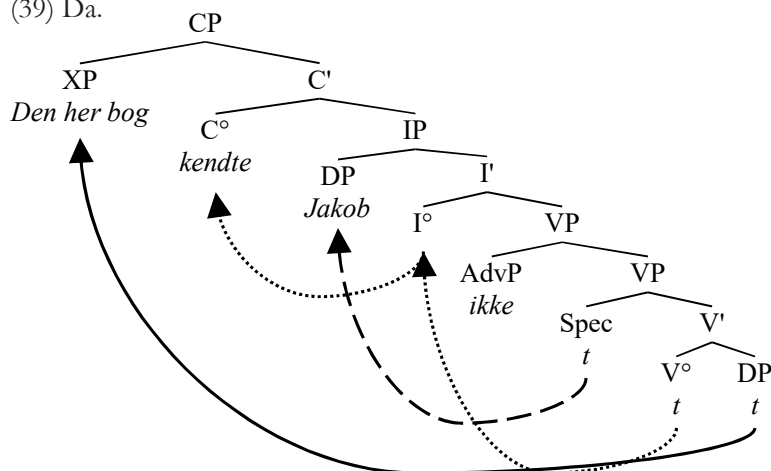 (39) Da.
CP
XP C'
Den her bog
C° IP
kendte
DP I'
Jakob
I° VP
AdvP VP
ikke
Spec V'
t
V° DP
t t